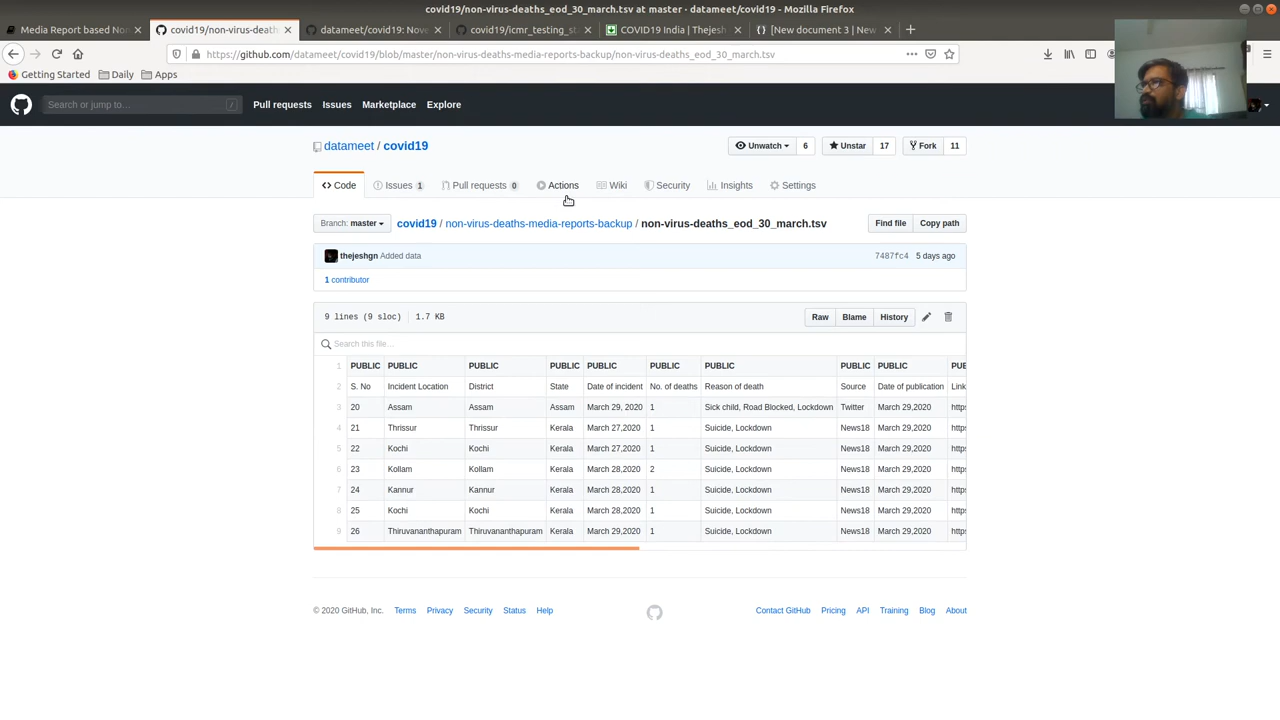 covid19/non-virus-deaths_eod_30_march.tsv at master · datameet/covid19 - Mozilla Firefox
Media Report based Non covid19/non-virus-death datameet/covid19: Nove covid19/icmr_testing_st COVID19 India | Thejesh [New document 3 | New
https://github.com/datameet/covid19/blob/master/non-virus-deaths-media-reports-backup/non-virus-deaths_eod_30_march.tsv
Getting Started Daily Apps
Search or jump to... / Pull requests Issues Marketplace Explore
datameet / covid19 Unwatch 6 Unstar 17 Fork 11
Code Issues 1 Pull requests 0 Actions Wiki Security Insights Settings
Branch: master covid19 / non-virus-deaths-media-reports-backup / non-virus-deaths_eod_30_march.tsv Find file Copy path
thejeshgn Added data 7487fc4 5 days ago
1 contributor
9 lines (9 sloc) 1.7 KB Raw Blame History
Search this file...
1 PUBLIC PUBLIC PUBLIC PUBLIC PUBLIC PUBLIC PUBLIC PUBLIC PUBLIC PUB
2 S. No Incident Location District State Date of incident No. of deaths Reason of death Source Date of publication Link
3 20 Assam Assam Assam March 29, 2020 1 Sick child, Road Blocked, Lockdown Twitter March 29,2020 https
4 21 Thrissur Thrissur Kerala March 27,2020 1 Suicide, Lockdown News18 March 29,2020 https
5 22 Kochi Kochi Kerala March 27,2020 1 Suicide, Lockdown News18 March 29,2020 https
6 23 Kollam Kollam Kerala March 28,2020 2 Suicide, Lockdown News18 March 29,2020 https
7 24 Kannur Kannur Kerala March 28,2020 1 Suicide, Lockdown News18 March 29,2020 https
8 25 Kochi Kochi Kerala March 28,2020 1 Suicide, Lockdown News18 March 29,2020 https
9 26 Thiruvananthapuram Thiruvananthapuram Kerala March 29,2020 1 Suicide, Lockdown News18 March 29,2020 https
© 2020 GitHub, Inc. Terms Privacy Security Status Help Contact GitHub Pricing API Training Blog About